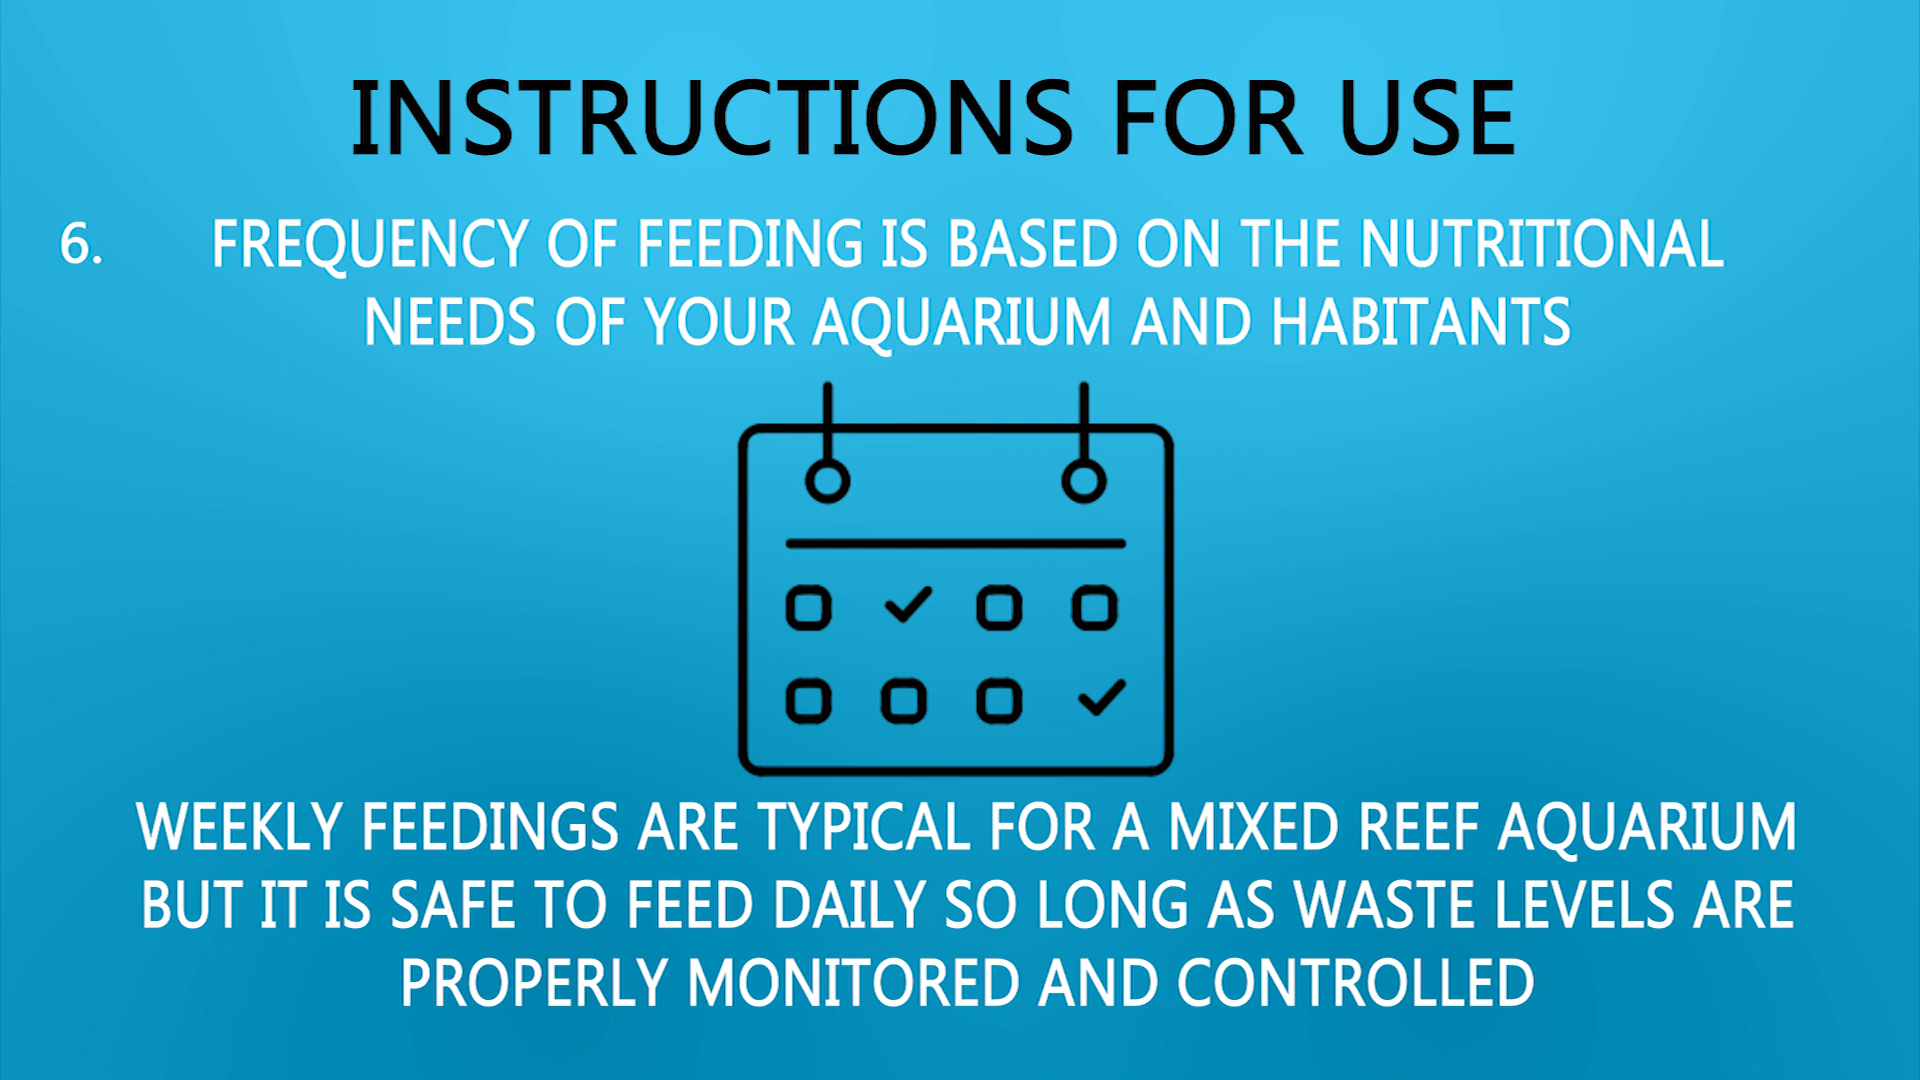 INSTRUCTIONS FOR USE
6. FREQUENCY OF FEEDING IS BASED ON THE NUTRITIONAL
NEEDS OF YOUR AQUARIUM AND HABITANTS
WEEKLY FEEDINGS ARE TYPICAL FOR A MIXED REEF AQUARIUM
BUT IT IS SAFE TO FEED DAILY SO LONG AS WASTE LEVELS ARE
PROPERLY MONITORED AND CONTROLLED